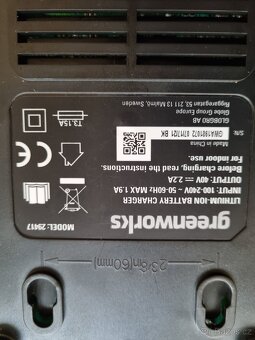 greenworks
MODEL: 29417
LITHIUM-ION BATTERY CHARGER
INPUT: 100-240V ~ 50-60Hz MAX 1.9A
OUTPUT: 40V ⎓ 2.2A
Before charging, read the instructions.
For indoor use.
T3.15A
S/N:
Made in China
GLOBGRO AB
Globe Group Europe
Riggaregatan 53, 211 13 Malmö, Sweden
2-3/8in(60mm)